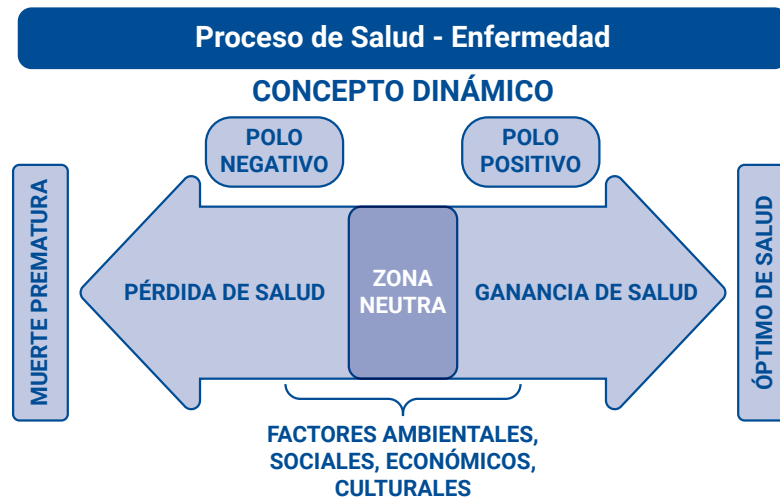 Proceso de Salud - Enfermedad
CONCEPTO DINÁMICO
POLO
NEGATIVO
POLO
POSITIVO
MUERTE PREMATURA
PÉRDIDA DE SALUD
ZONA
NEUTRA
GANANCIA DE SALUD
ÓPTIMO DE SALUD
FACTORES AMBIENTALES,
SOCIALES, ECONÓMICOS,
CULTURALES